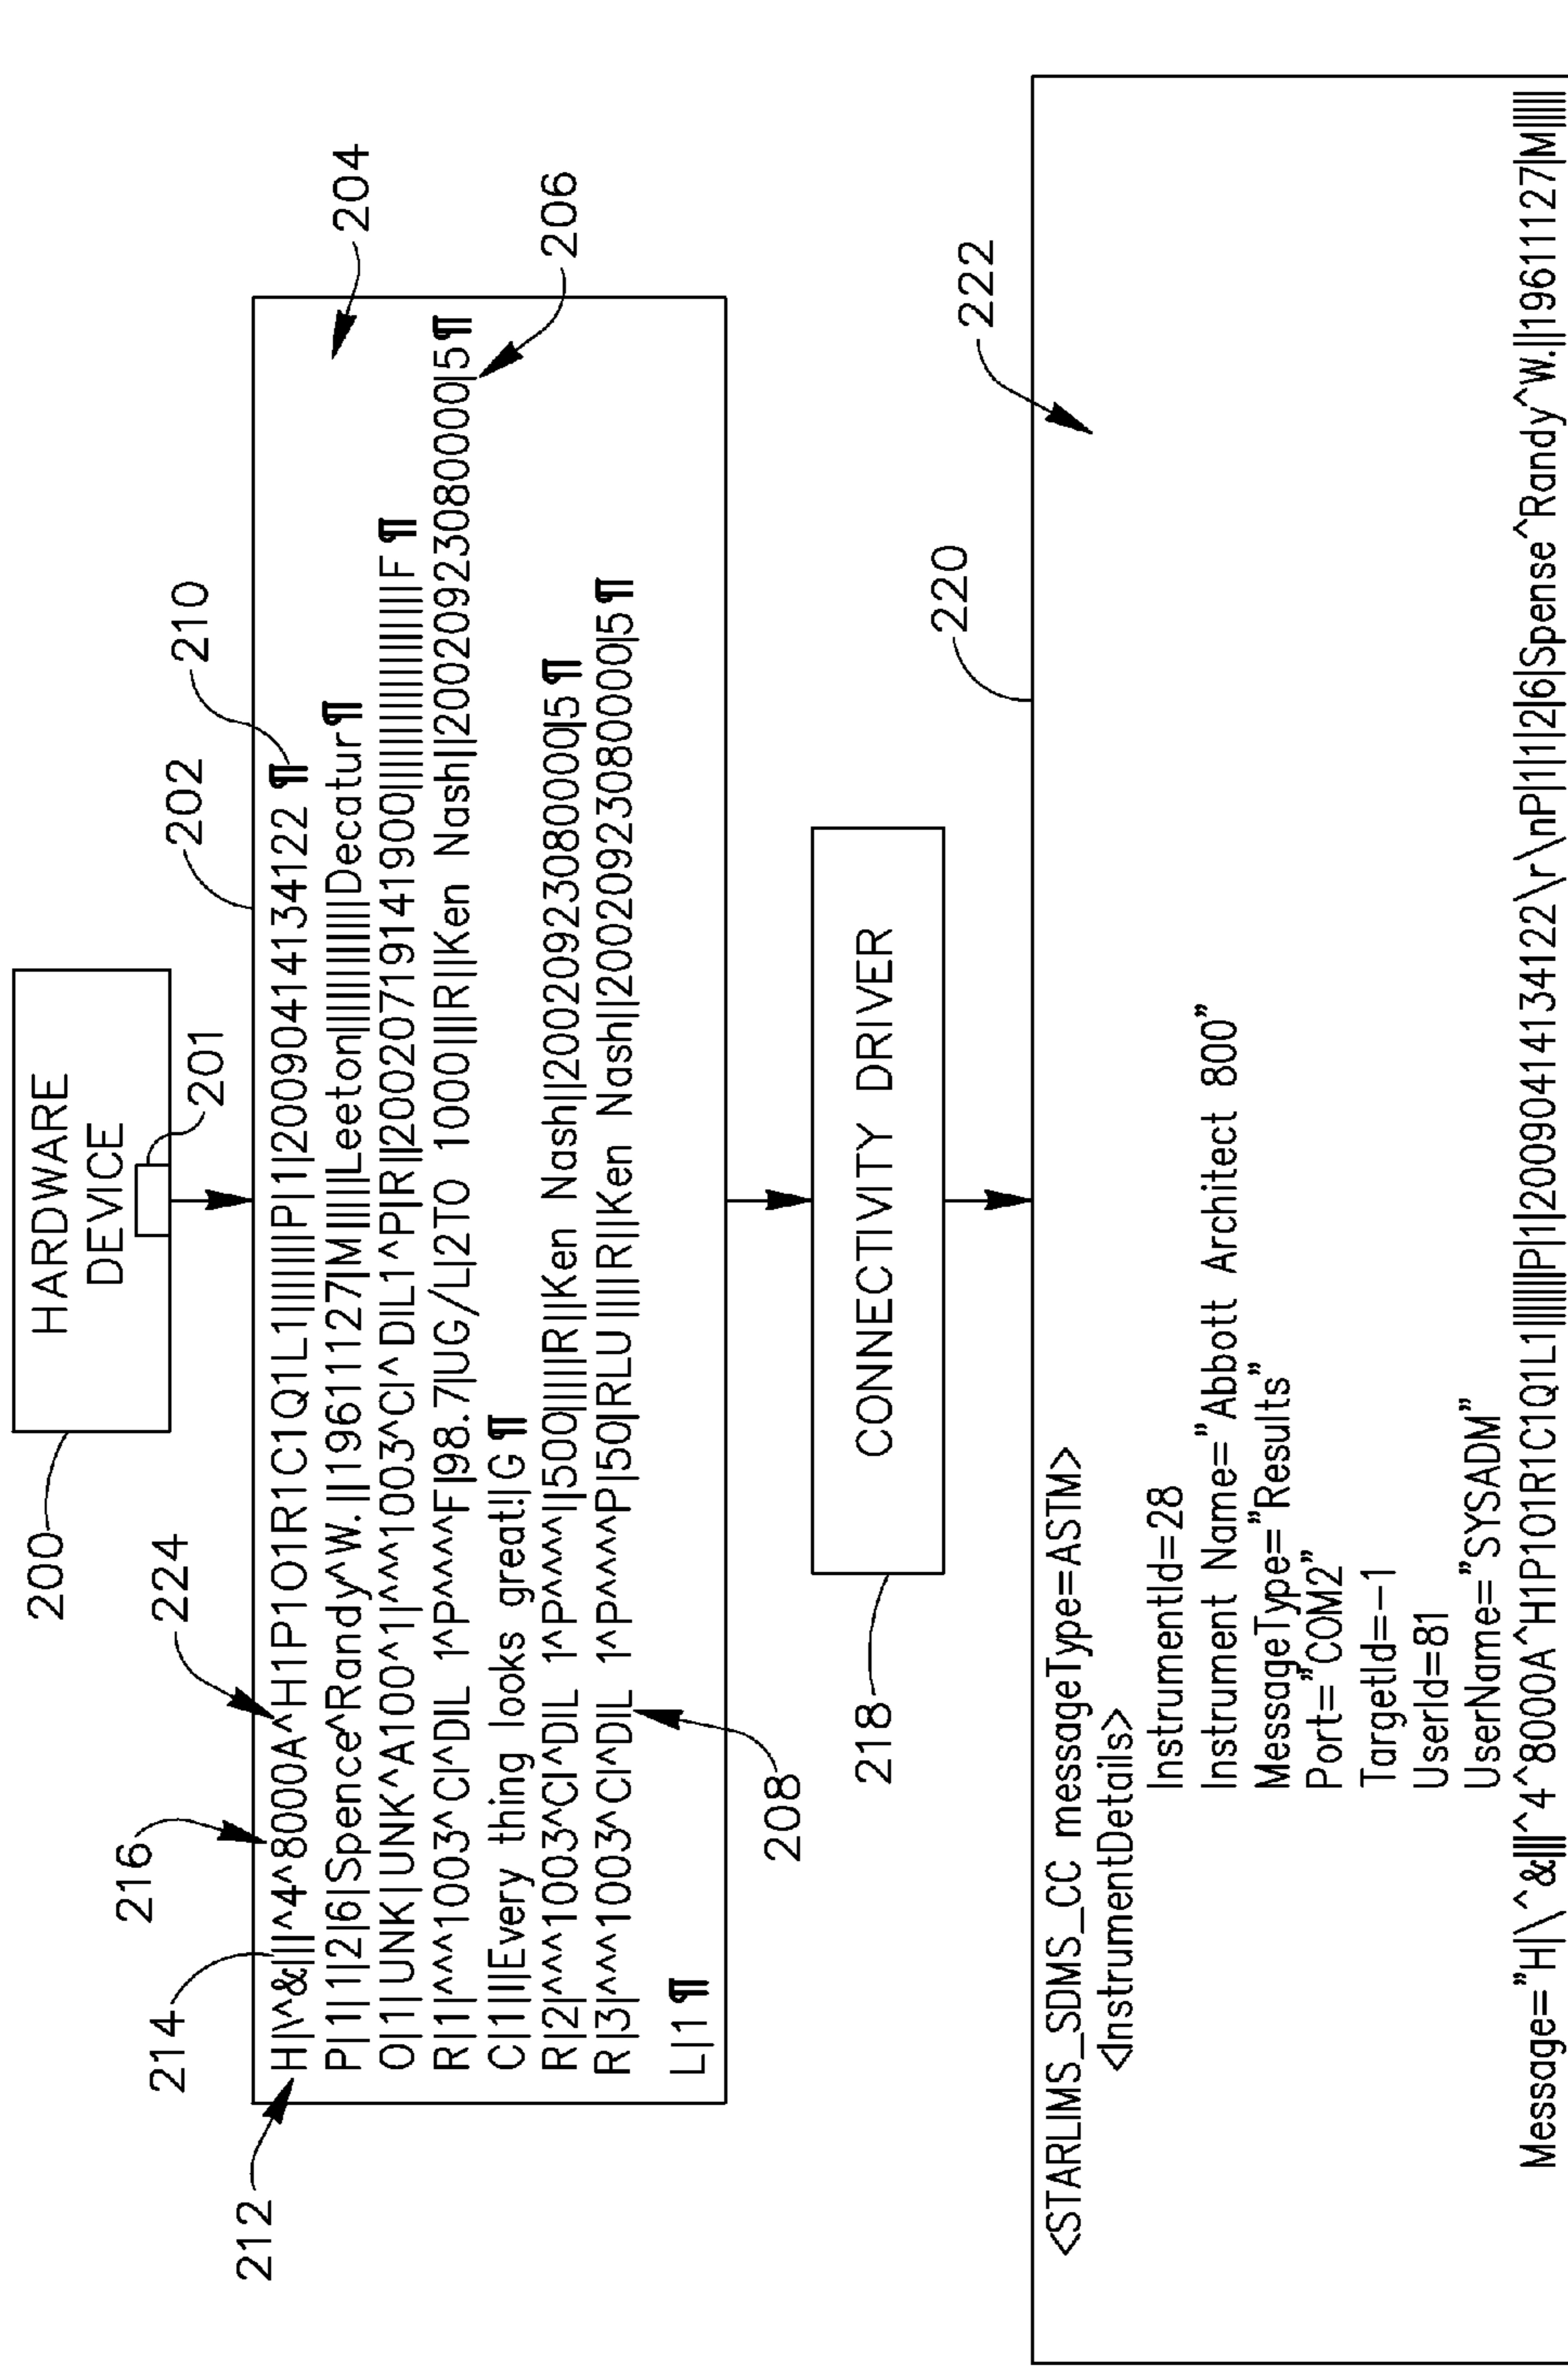 HARDWARE
DEVICE
200
201
202
210
204
206
224
216
214
212
H|\^&||||^4^8000A^H1P1O1R1C1Q1L1|||||||P|1|20090414134122 ¶
P|1|1|2|6|Spence^Randy^W.||19611127|M|||||Leeton|||||||||||||||Decatur¶
O|1|UNK|UNK^A100^1|^^^1003^CI^DIL1^P|R||20020719141900||||||||||||||||||F ¶
R|1|^^^1003^CI^DIL 1^P^^^^F|98.7|UG/L|2TO 1000||||R||Ken Nash||20020923080000|5¶
C|1|I|Every thing looks great!|G ¶
R|2|^^^1003^CI^DIL 1^P^^^^I|500||||||R||Ken Nash||20020923080000|5 ¶
R|3|^^^1003^CI^DIL 1^P^^^^P|50|RLU|||||R||Ken Nash||20020923080000|5 ¶
L|1 ¶
208
CONNECTIVITY DRIVER
218
220
222
<STARLIMS_SDMS_CC messageType=ASTM>
<InstrumentDetails>
InstrumentId=28
Instrument Name="Abbott Architect 800"
MessageType="Results"
Port="COM2"
TargetId=-1
UserId=81
UserName="SYSADM"
Message="H|\^&||||^4^8000A^H1P1O1R1C1Q1L1|||||||P|1|20090414134122\r\nP|1|1|2|6|Spense^Randy^W.||19611127|M||||||